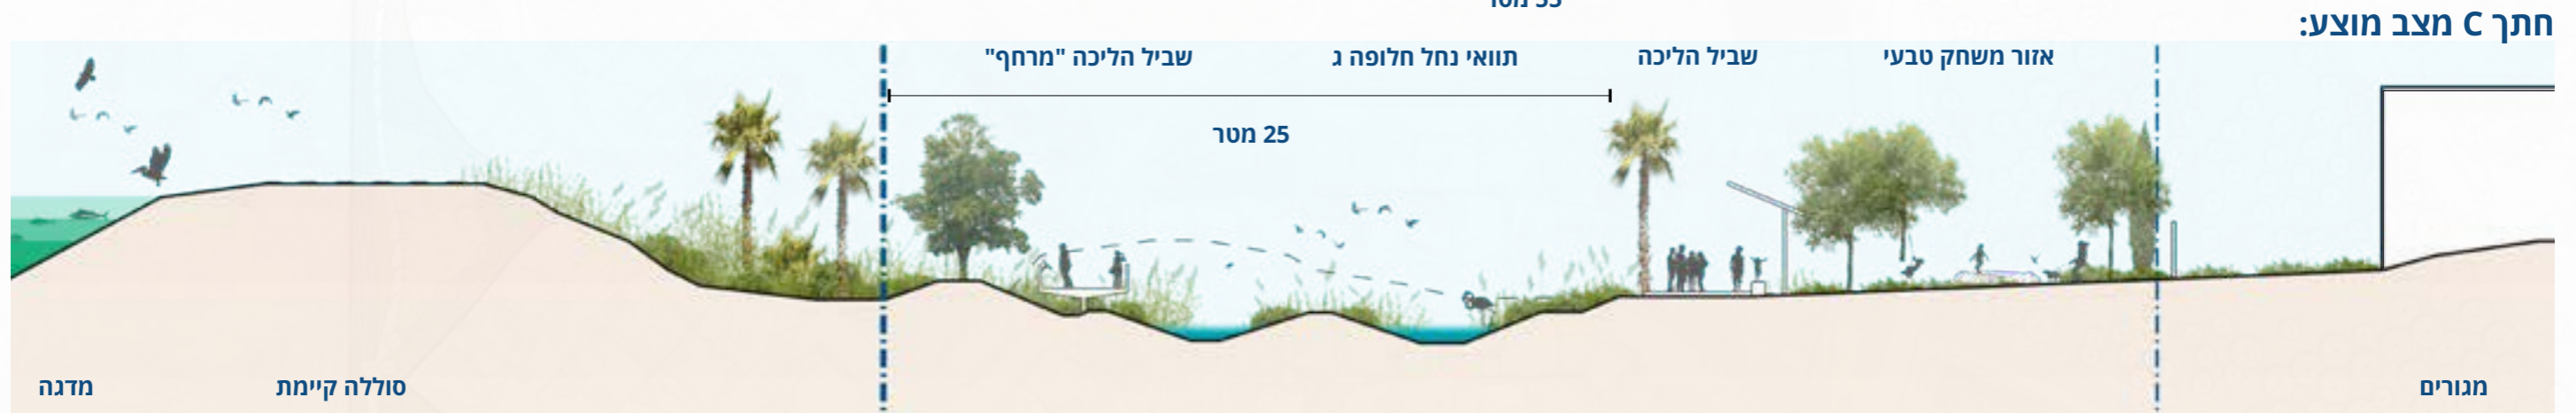 חתך C מצב מוצע:
אזור משחק טבעי
שביל הליכה
תוואי נחל חלופה ג
שביל הליכה "מרחף"
25 מטר
מגורים
סוללה קיימת
מדגה